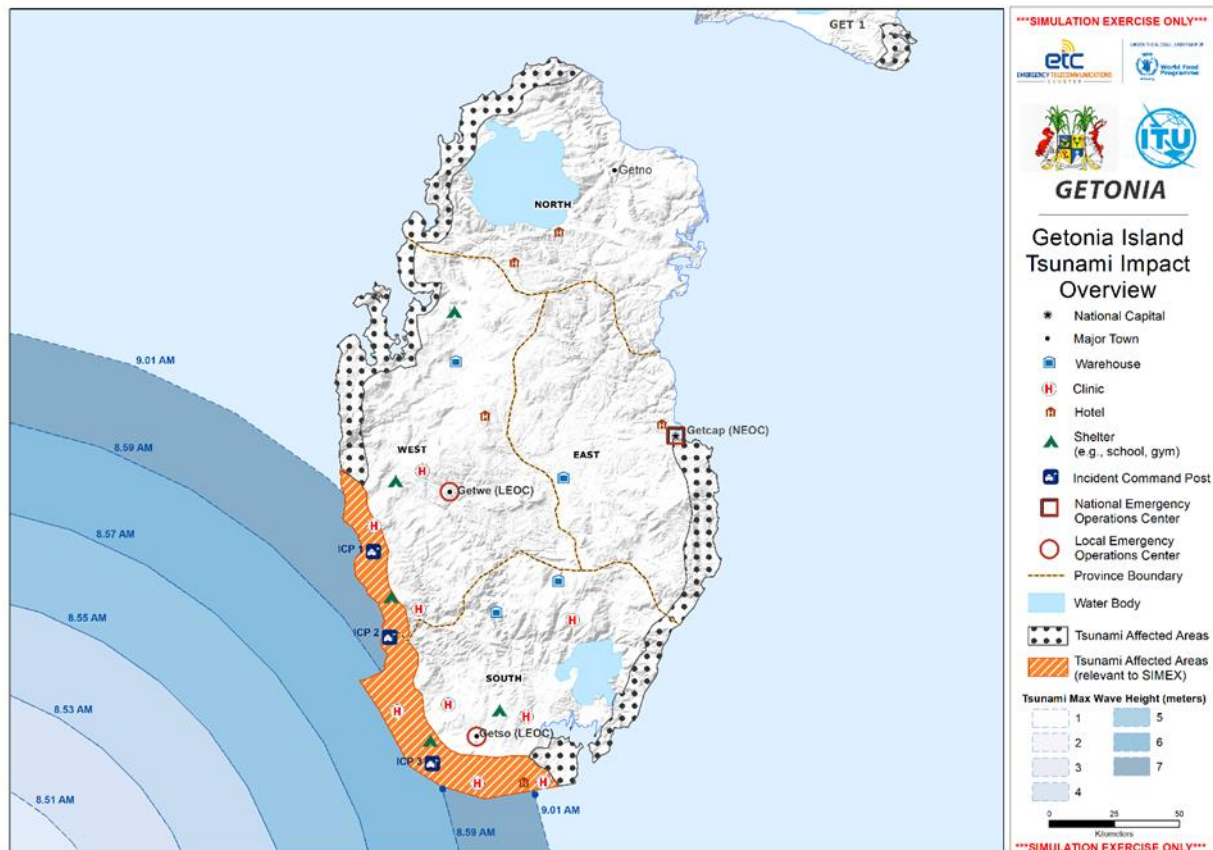 GET 1
Getno
NORTH
9.01 AM
8.59 AM
8.57 AM
8.55 AM
8.53 AM
8.51 AM
WEST
EAST
Getcap (NEOC)
Getwe (LEOC)
ICP 1
ICP 2
SOUTH
Getso (LEOC)
ICP 3
8.59 AM
9.01 AM
***SIMULATION EXERCISE ONLY***
etc
EMERGENCY TELECOMMUNICATIONS
CLUSTER
World Food
Programme
ITU
GETONIA
Getonia Island
Tsunami Impact
Overview
National Capital
Major Town
Warehouse
Clinic
Hotel
Shelter
(e.g., school, gym)
Incident Command Post
National Emergency
Operations Center
Local Emergency
Operations Center
Province Boundary
Water Body
Tsunami Affected Areas
Tsunami Affected Areas
(relevant to SIMEX)
Tsunami Max Wave Height (meters)
1
2
3
4
5
6
7
0 25 50
Kilometers
***SIMULATION EXERCISE ONLY***